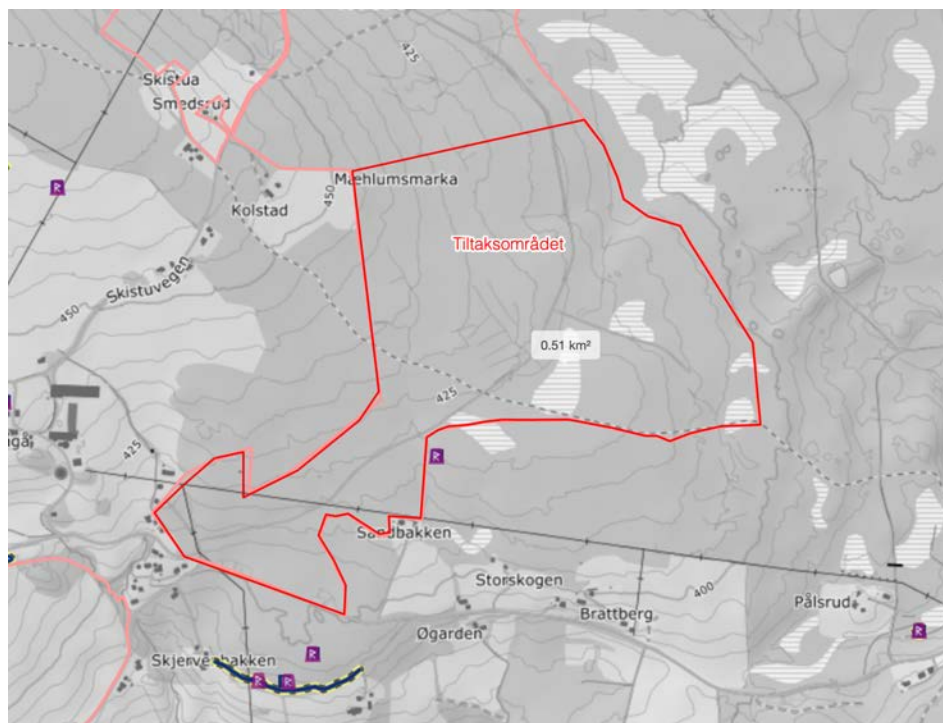 425
Skistua
Smedsrud
Mæhlumsmarka
450
Kolstad
Tiltaksområdet
Skistuvegen
450
0.51 km²
425
425
Sandbakken
Storskogen
400
Brattberg
Pålsrud
Øgarden
Skjervenbakken
R
R
R
R
R
R